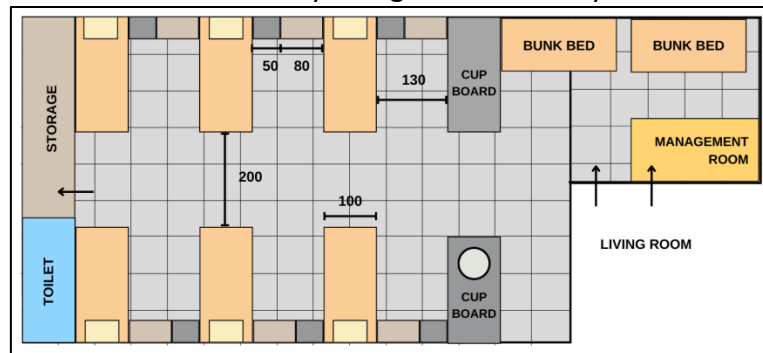 BUNK BED
BUNK BED
50
80
CUP
BOARD
130
STORAGE
MANAGEMENT
ROOM
200
100
LIVING ROOM
TOILET
CUP
BOARD